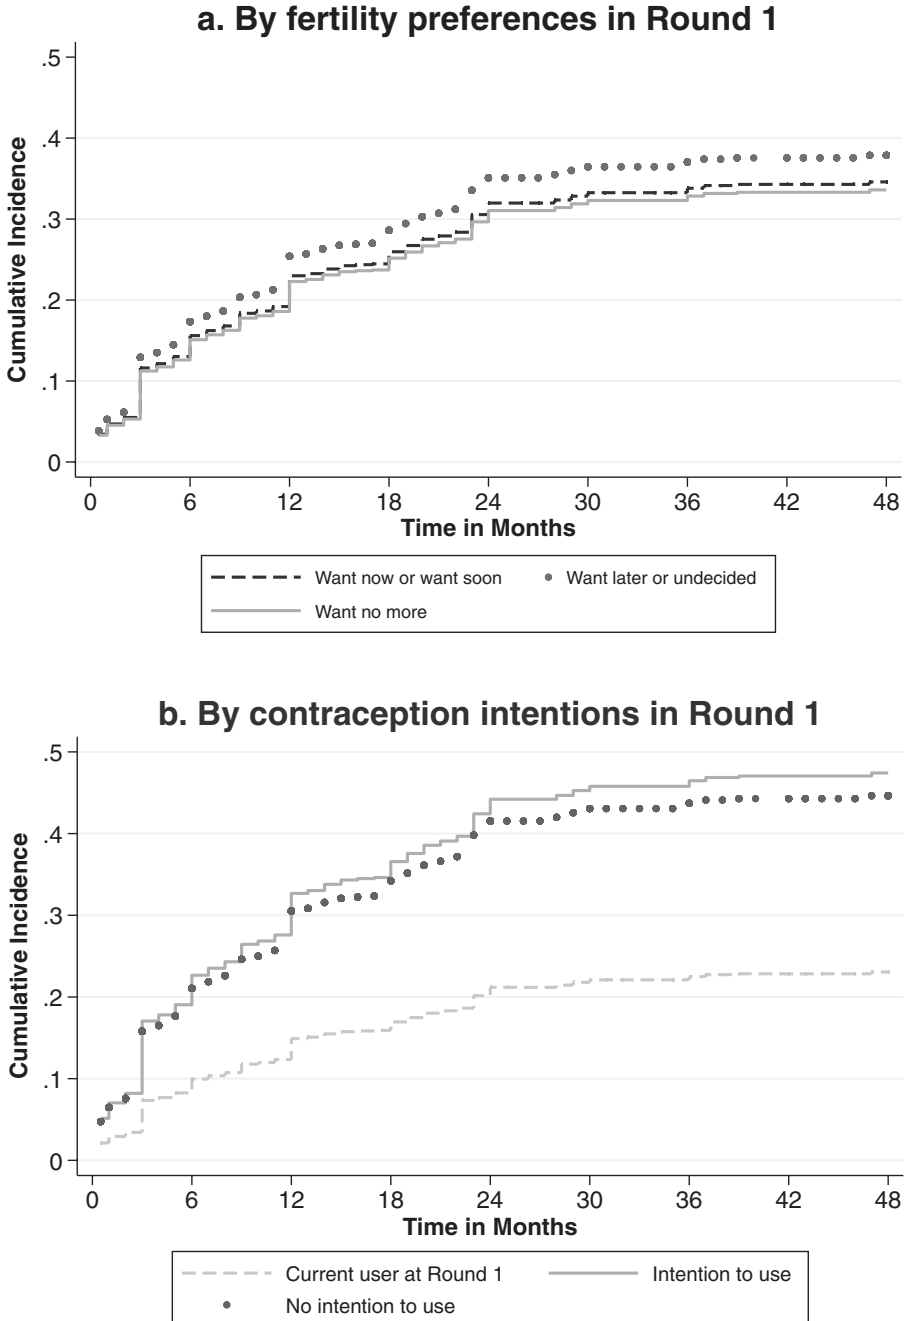 a. By fertility preferences in Round 1
Cumulative Incidence
.5
.4
.3
.2
.1
0
0 6 12 18 24 30 36 42 48
Time in Months
Want now or want soon Want later or undecided
Want no more
b. By contraception intentions in Round 1
Cumulative Incidence
.5
.4
.3
.2
.1
0
0 6 12 18 24 30 36 42 48
Time in Months
Current user at Round 1 Intention to use
No intention to use